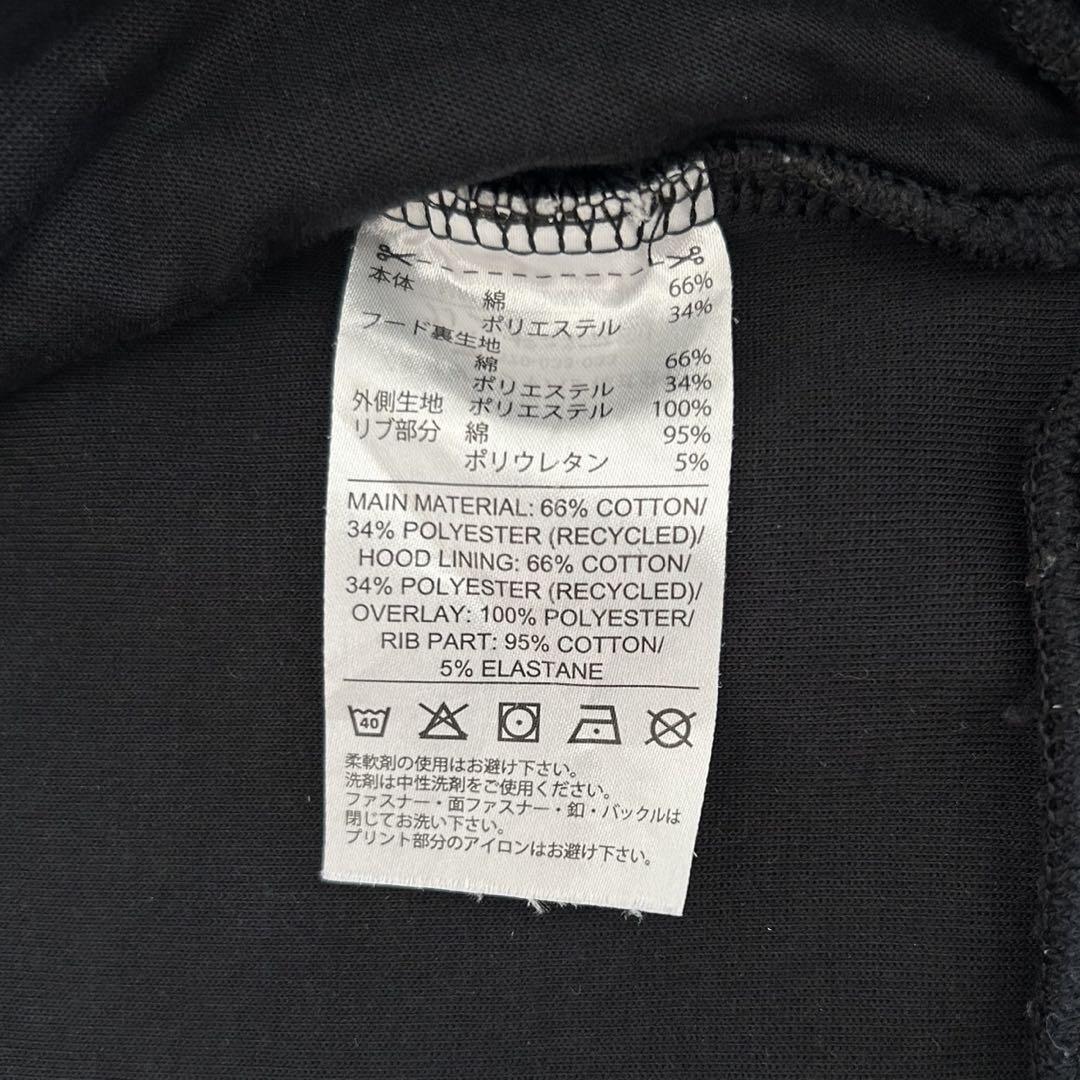 本体 綿 66%
ポリエステル 34%
フード裏生地
綿 66%
ポリエステル 34%
外側生地 ポリエステル 100%
リブ部分 綿 95%
ポリウレタン 5%
MAIN MATERIAL: 66% COTTON/
34% POLYESTER (RECYCLED)/
HOOD LINING: 66% COTTON/
34% POLYESTER (RECYCLED)/
OVERLAY: 100% POLYESTER/
RIB PART: 95% COTTON/
5% ELASTANE
40
柔軟剤の使用はお避け下さい。
洗剤は中性洗剤をご使用ください。
ファスナー・面ファスナー・釦・バックルは
閉じてお洗い下さい。
プリント部分のアイロンはお避け下さい。